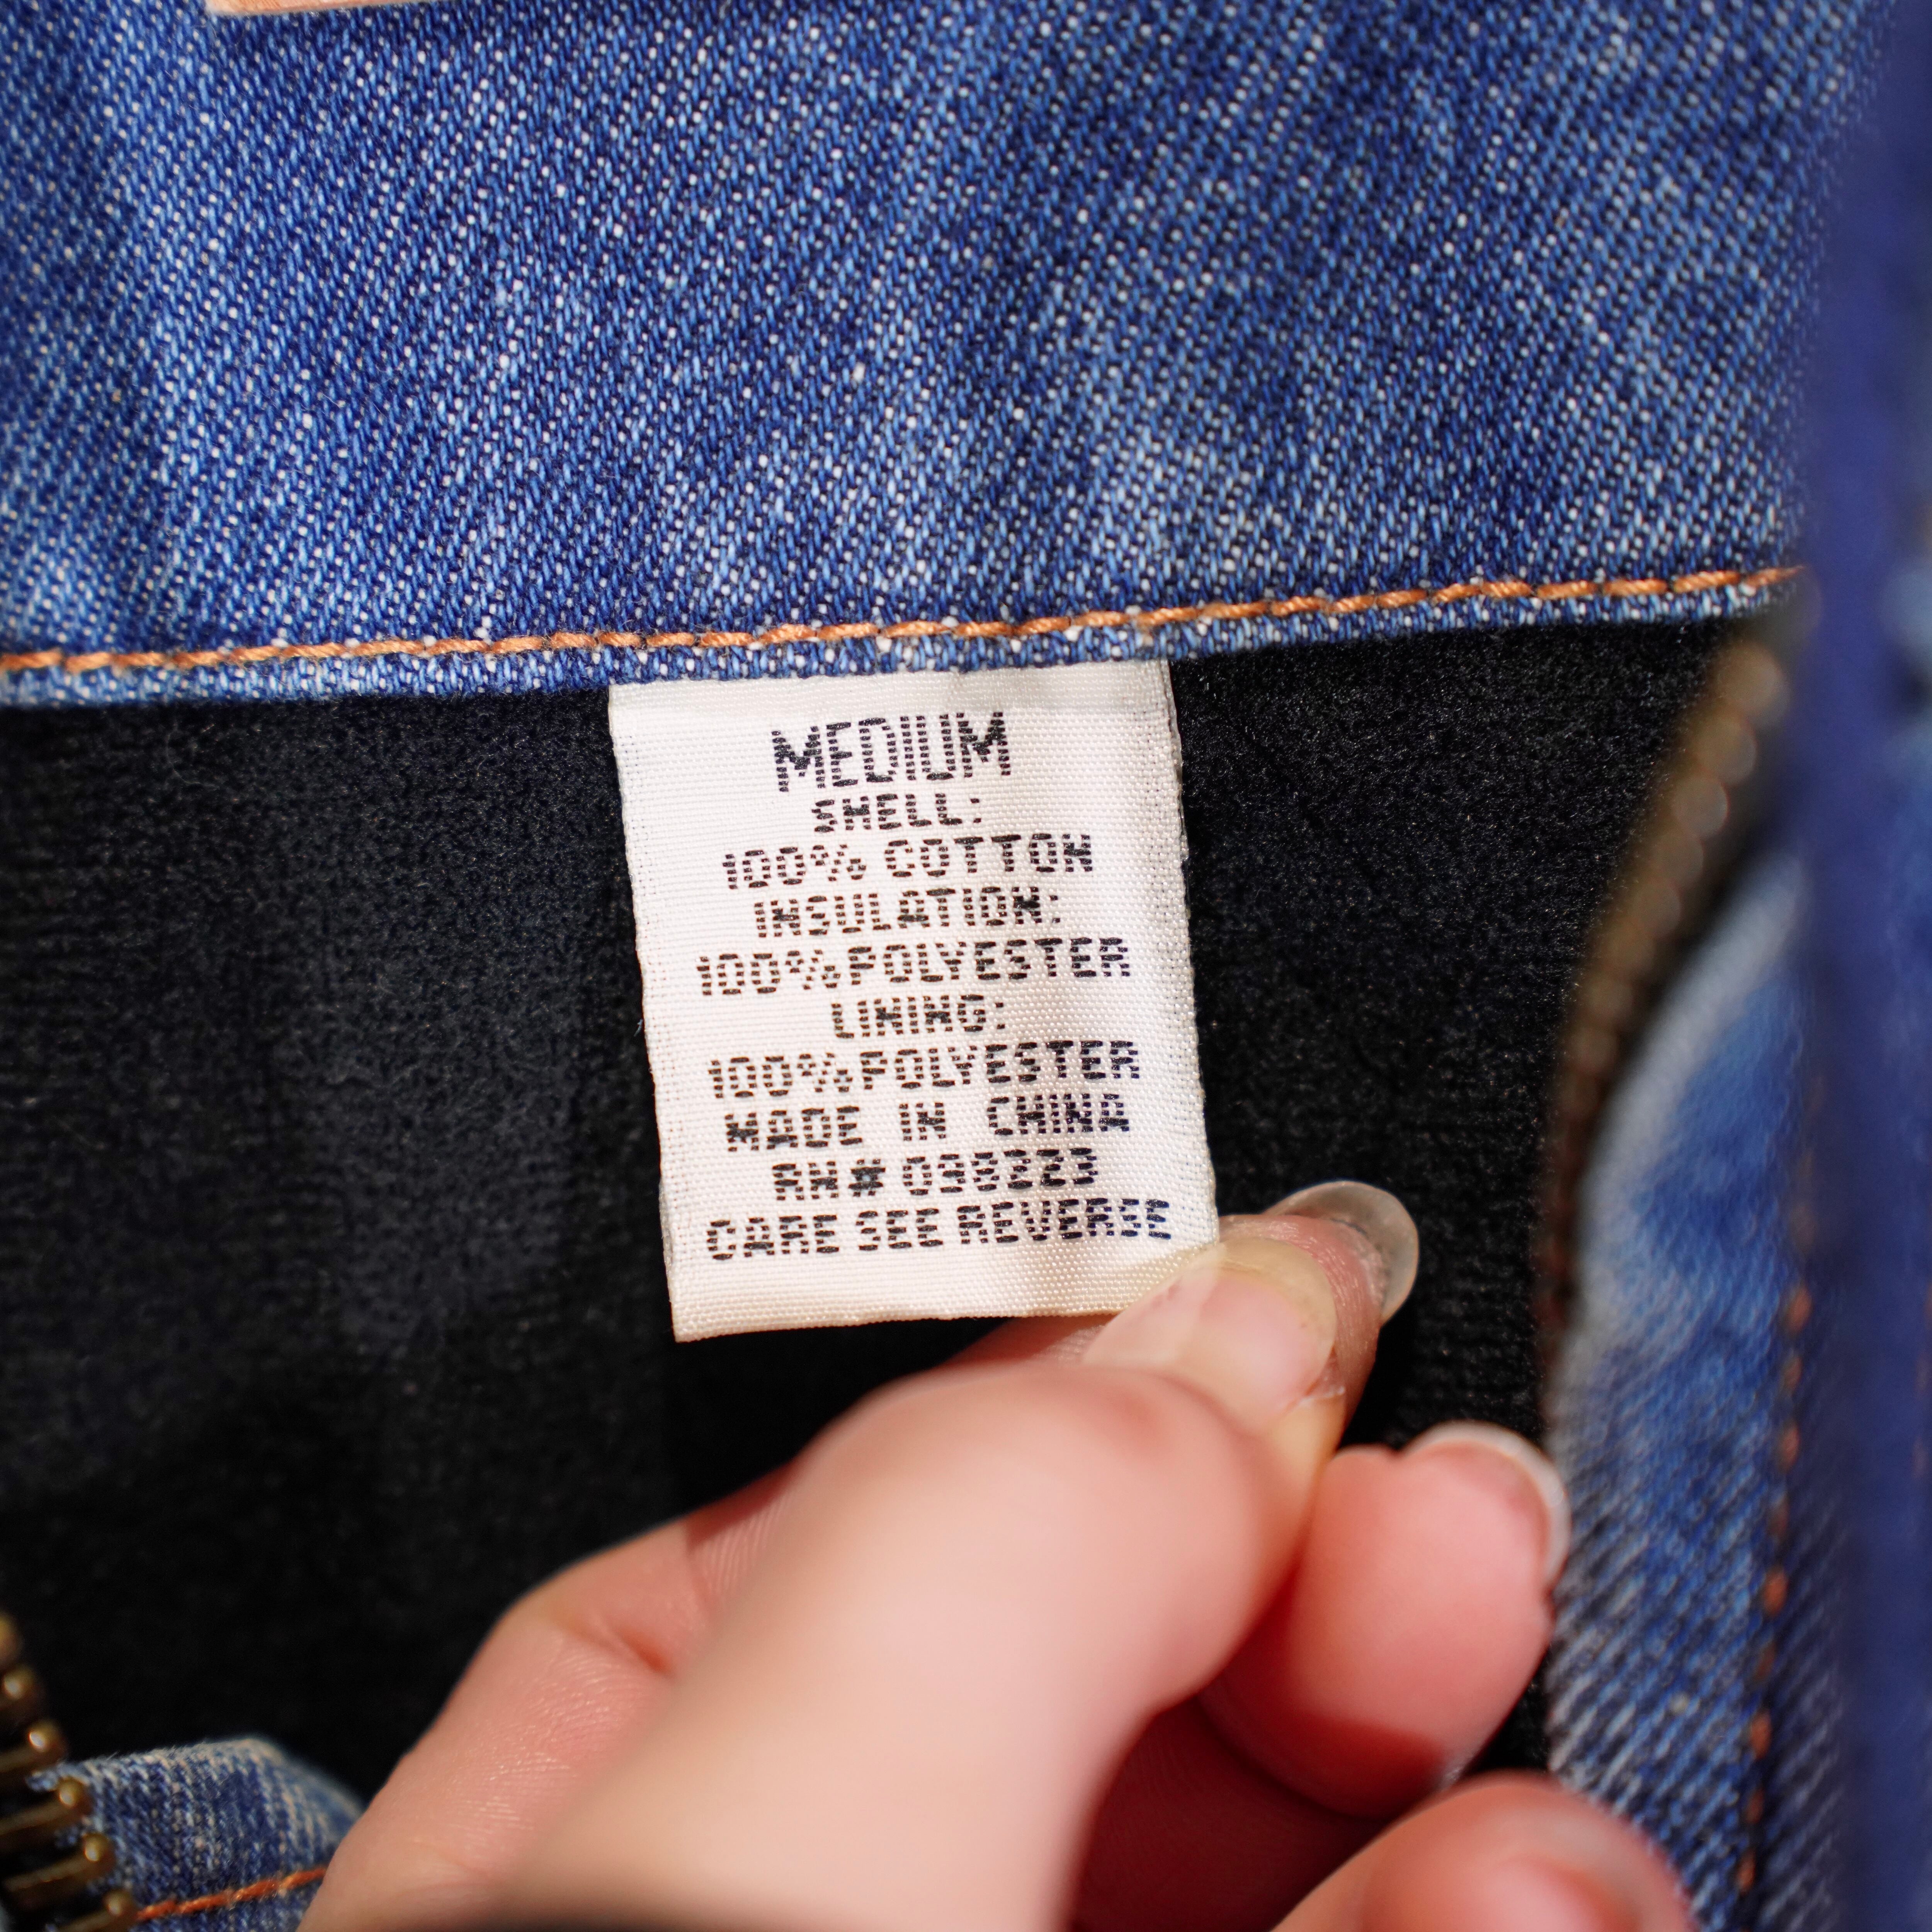 MEDIUM
SHELL:
100% COTTON
INSULATION:
100% POLYESTER
LINING:
100% POLYESTER
MADE IN CHINA
RN# 098223
CARE SEE REVERSE